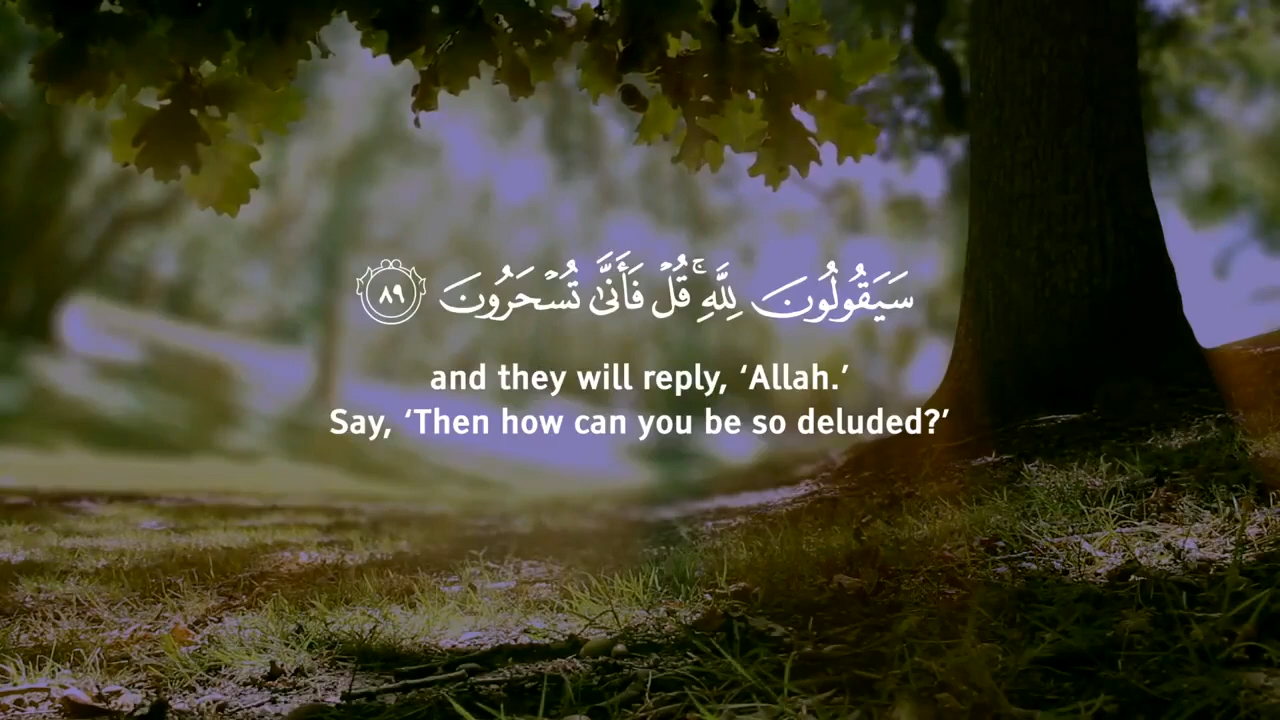 سَيَقُولُونَ لِلَّهِ ۚ قُلْ فَأَنَّىٰ تُسْحَرُونَ ٨٩
and they will reply, ‘Allah.’
Say, ‘Then how can you be so deluded?’